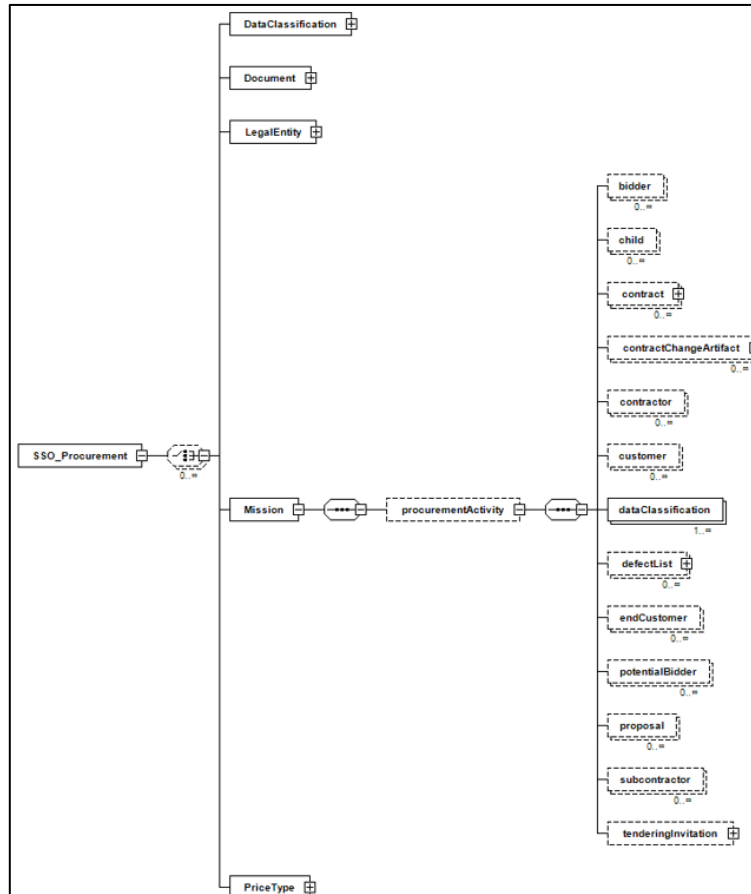 DataClassification
Document
LegalEntity
bidder
0..∞
child
0..∞
contract
0..∞
contractChangeArtifact
0..∞
contractor
0..∞
SSO_Procurement
0..∞
customer
0..∞
Mission
procurementActivity
dataClassification
1..∞
defectList
0..∞
endCustomer
0..∞
potentialBidder
0..∞
proposal
0..∞
subcontractor
0..∞
tenderingInvitation
PriceType